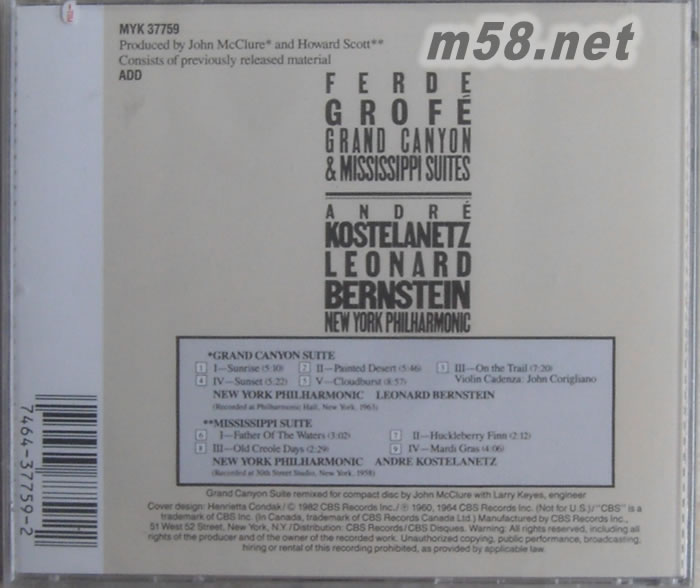 MYK 37759
m58.net
Produced by John McClure* and Howard Scott**
Consists of previously released material
ADD
FERDE
GROFÉ
GRAND CANYON
& MISSISSIPPI SUITES
ANDRÉ
KOSTELANETZ
LEONARD
BERNSTEIN
NEW YORK PHILHARMONIC
*GRAND CANYON SUITE
1 I—Sunrise (5:10) 2 II—Painted Desert (5:46) 3 III—On the Trail (7:20)
4 IV—Sunset (5:22) 5 V—Cloudburst (8:57) Violin Cadenza: John Corigliano
NEW YORK PHILHARMONIC LEONARD BERNSTEIN
(Recorded at Philharmonic Hall, New York, 1963)
**MISSISSIPPI SUITE
6 I—Father Of The Waters (3:02) 7 II—Huckleberry Finn (2:12)
8 III—Old Creole Days (2:29) 9 IV—Mardi Gras (4:06)
NEW YORK PHILHARMONIC ANDRE KOSTELANETZ
(Recorded at 30th Street Studio, New York, 1958)
Grand Canyon Suite remixed for compact disc by John McClure with Larry Keyes, engineer
Cover design: Henrietta Condak/ © 1982 CBS Records Inc./ ℗ 1960, 1964 CBS Records Inc. (Not for U.S.)/"CBS" is a
trademark of CBS Inc. (In Canada, trademark of CBS Records Canada Ltd.) Manufactured by CBS Records Inc.,
51 West 52 Street, New York, N.Y./Distribution: CBS Records/CBS Disques. Warning: All rights reserved, including all
rights of the producer and of the owner of the recorded work. Unauthorized copying, public performance, broadcasting,
hiring or rental of this recording prohibited, as provided by applicable law.
7464-37759-2